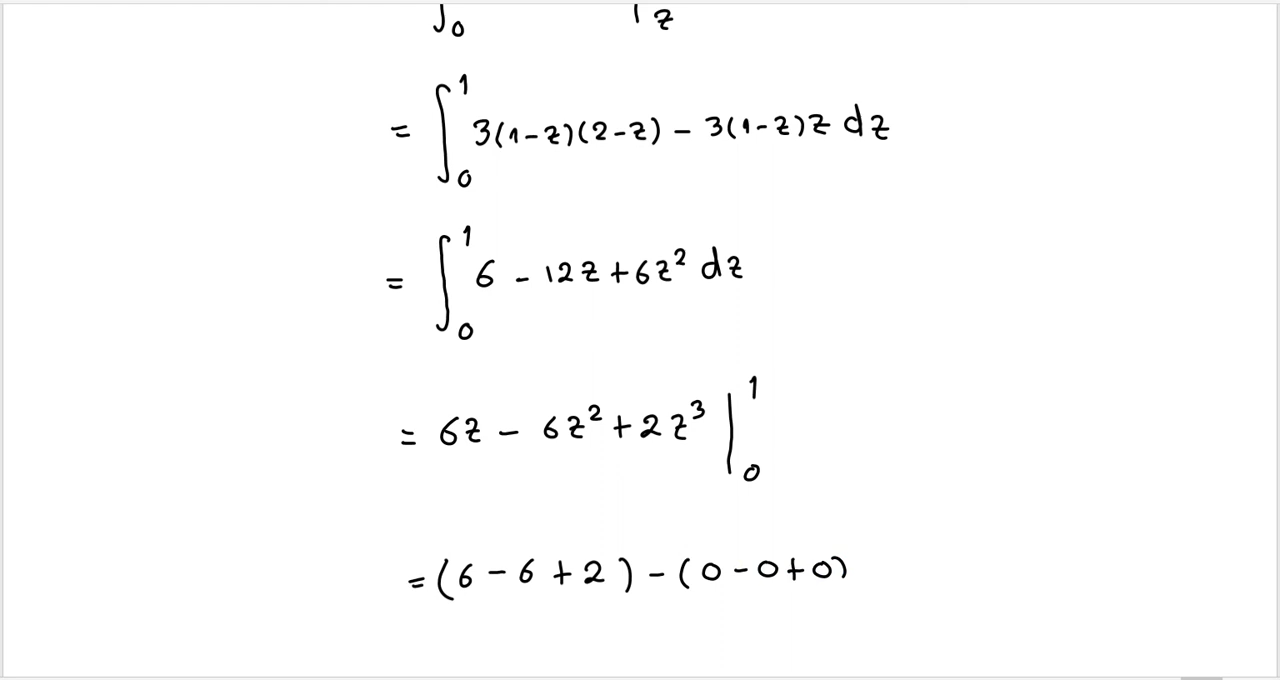 ∫₀ |z
= ∫₀¹ 3(1-z)(2-z) - 3(1-z)z dz
= ∫₀¹ 6 - 12z + 6z² dz
= 6z - 6z² + 2z³ |₀¹
= (6 - 6 + 2) - (0 - 0 + 0)